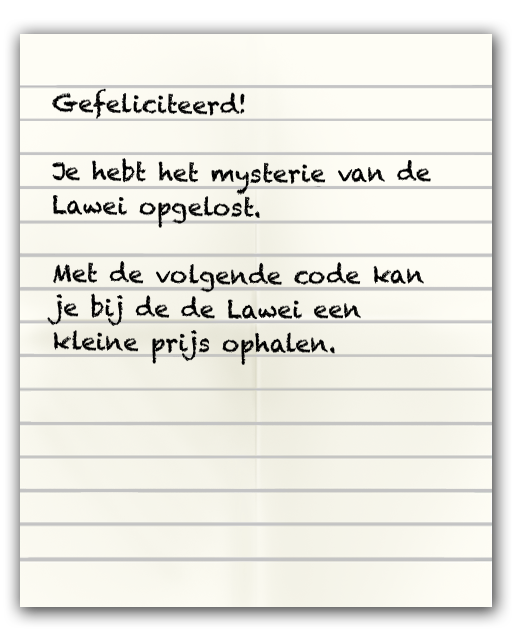 Gefeliciteerd!
Je hebt het mysterie van de
Lawei opgelost.
Met de volgende code kan
je bij de de Lawei een
kleine prijs ophalen.